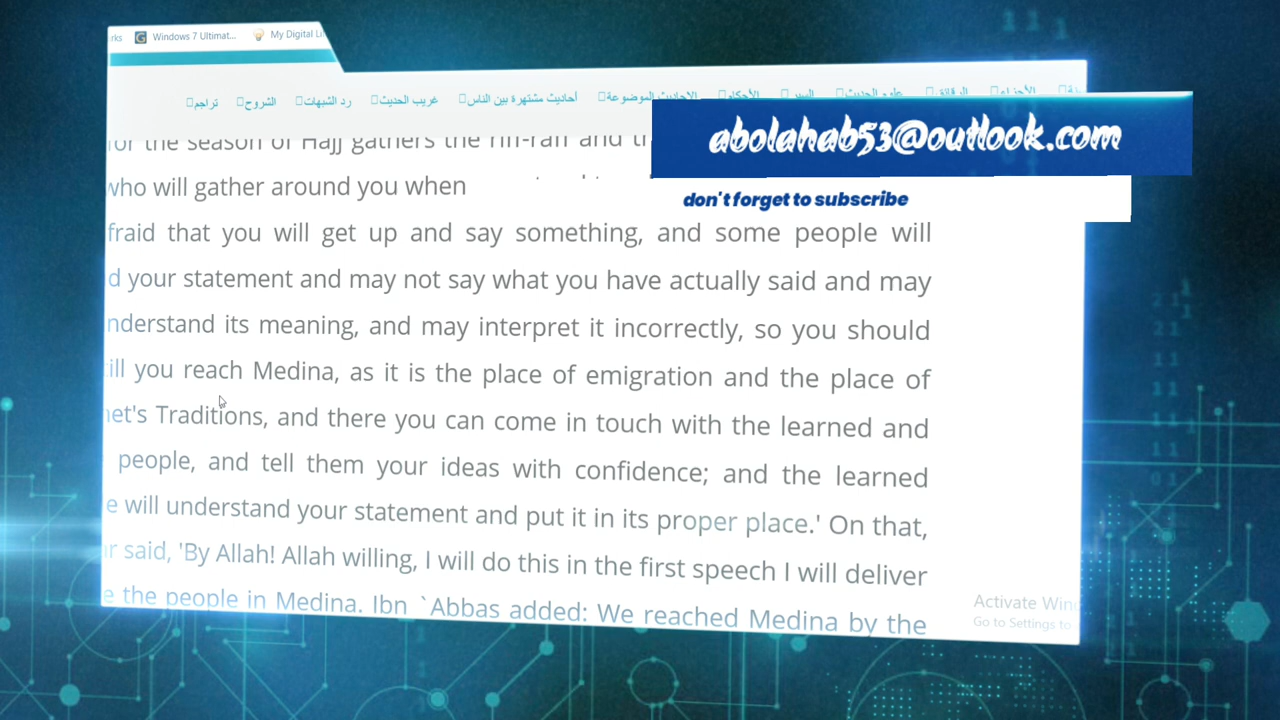 rks Windows 7 Ultimat... My Digital Li
الأجزاء الرقائق علوم الحديث السير الأحكام الاحاديث الموضوعة أحاديث مشتهرة بين الناس غريب الحديث رد الشبهات الشروح تراجم
abolahab53@outlook.com
don't forget to subscribe
for the season of Hajj gathers the riff-raff and
who will gather around you when
fraid that you will get up and say something, and some people will
d your statement and may not say what you have actually said and may
nderstand its meaning, and may interpret it incorrectly, so you should
ill you reach Medina, as it is the place of emigration and the place of
het's Traditions, and there you can come in touch with the learned and
people, and tell them your ideas with confidence; and the learned
e will understand your statement and put it in its proper place.' On that,
r said, 'By Allah! Allah willing, I will do this in the first speech I will deliver
e the people in Medina. Ibn `Abbas added: We reached Medina by the
Activate Win
Go to Settings to